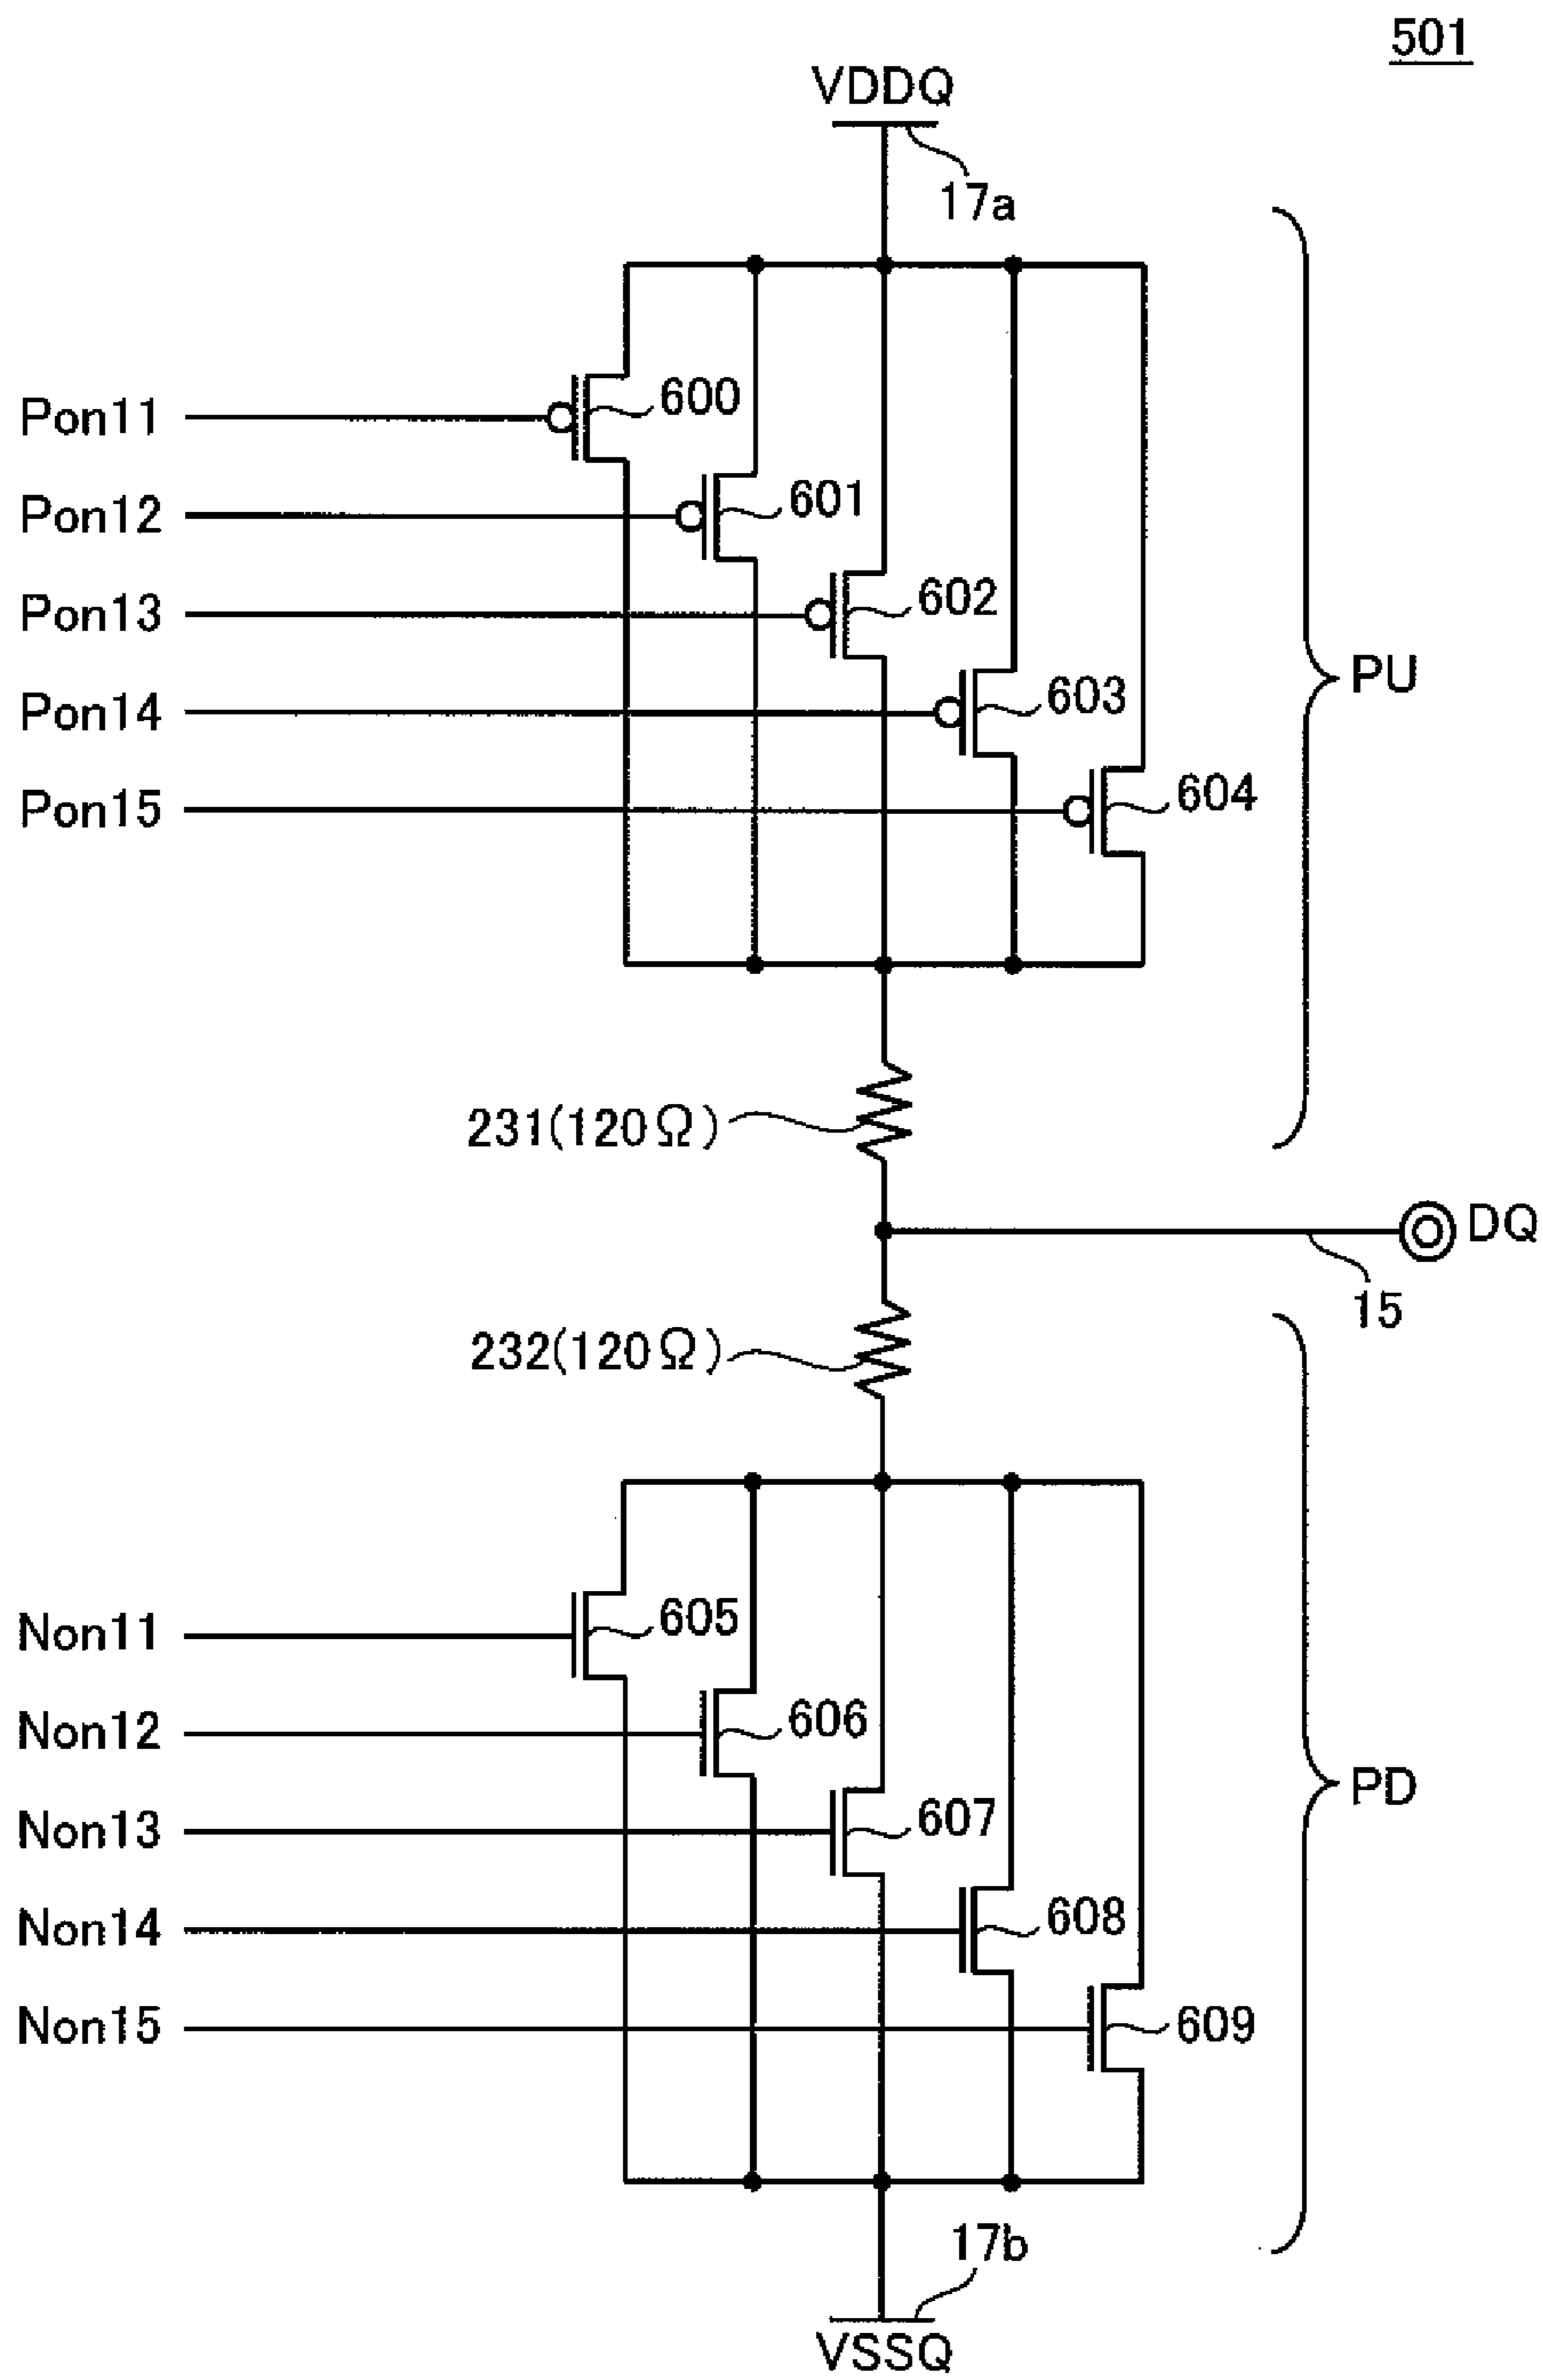 501
VDDQ
17a
Pon11
600
Pon12
601
Pon13
602
Pon14
603
PU
Pon15
604
231(120Ω)
DQ
15
232(120Ω)
Non11
605
Non12
606
Non13
607
PD
Non14
608
Non15
609
17b
VSSQ